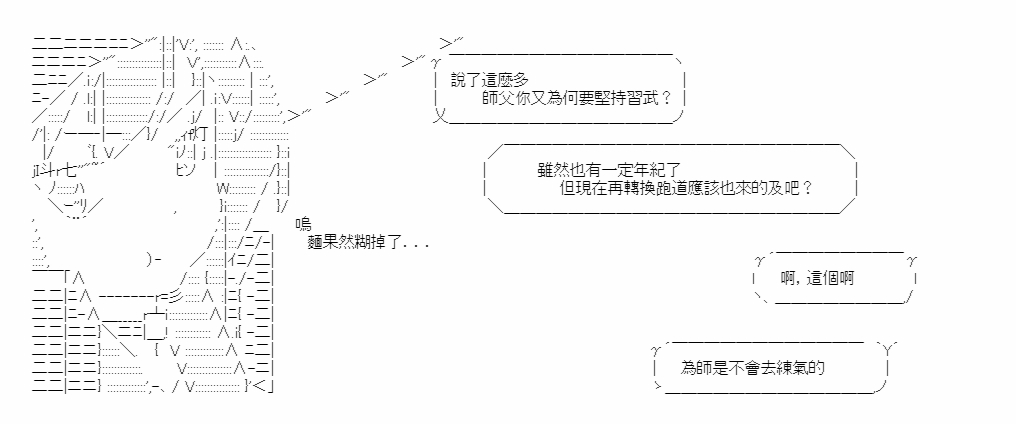 說了這麼多
師父你又為何要堅持習武？
雖然也有一定年紀了
但現在再轉換跑道應該也來的及吧？
嗚
麵果然糊掉了...
啊，這個啊
為師是不會去練氣的